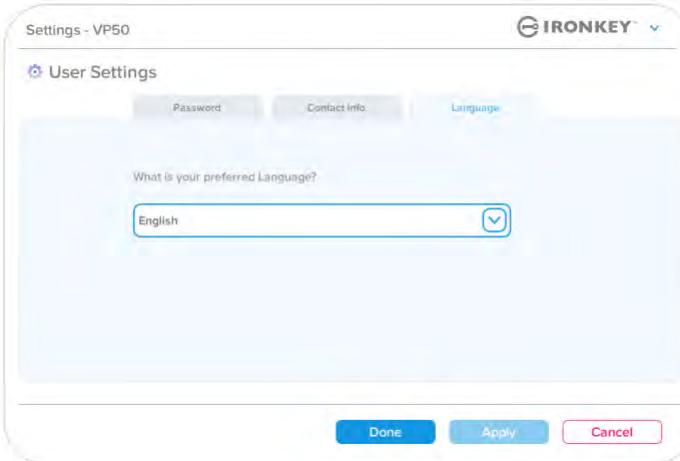 Settings - VP50
IRONKEY
User Settings
Password Contact Info Language
What is your preferred Language?
English
Done Apply Cancel